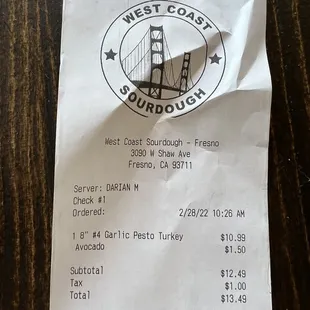 WEST COAST
SOURDOUGH
West Coast Sourdough - Fresno
3090 W Shaw Ave
Fresno, CA 93711
Server: DARIAN M
Check #1
Ordered: 2/28/22 10:26 AM
1 8" #4 Garlic Pesto Turkey $10.99
Avocado $1.50
Subtotal $12.49
Tax $1.00
Total $13.49